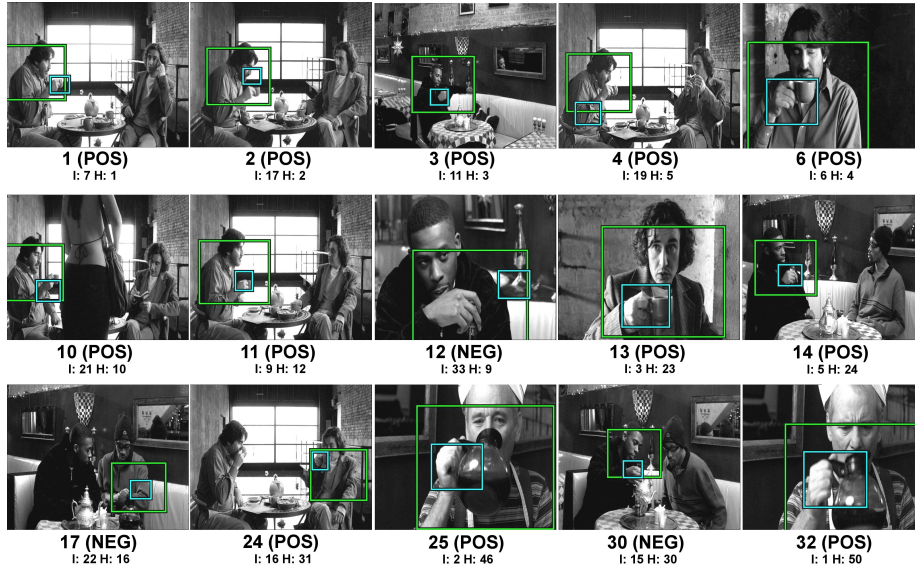 1 (POS)
I: 7 H: 1
2 (POS)
I: 17 H: 2
3 (POS)
I: 11 H: 3
4 (POS)
I: 19 H: 5
6 (POS)
I: 6 H: 4
10 (POS)
I: 21 H: 10
11 (POS)
I: 9 H: 12
12 (NEG)
I: 33 H: 9
13 (POS)
I: 3 H: 23
14 (POS)
I: 5 H: 24
17 (NEG)
I: 22 H: 16
24 (POS)
I: 16 H: 31
25 (POS)
I: 2 H: 46
30 (NEG)
I: 15 H: 30
32 (POS)
I: 1 H: 50